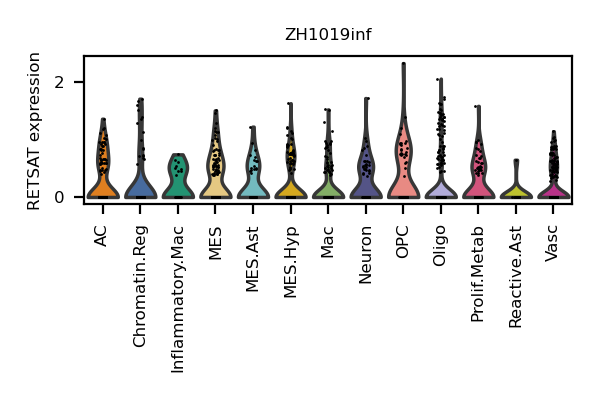 ZH1019inf
RETSAT expression
2
0
AC
Chromatin.Reg
Inflammatory.Mac
MES
MES.Ast
MES.Hyp
Mac
Neuron
OPC
Oligo
Prolif.Metab
Reactive.Ast
Vasc